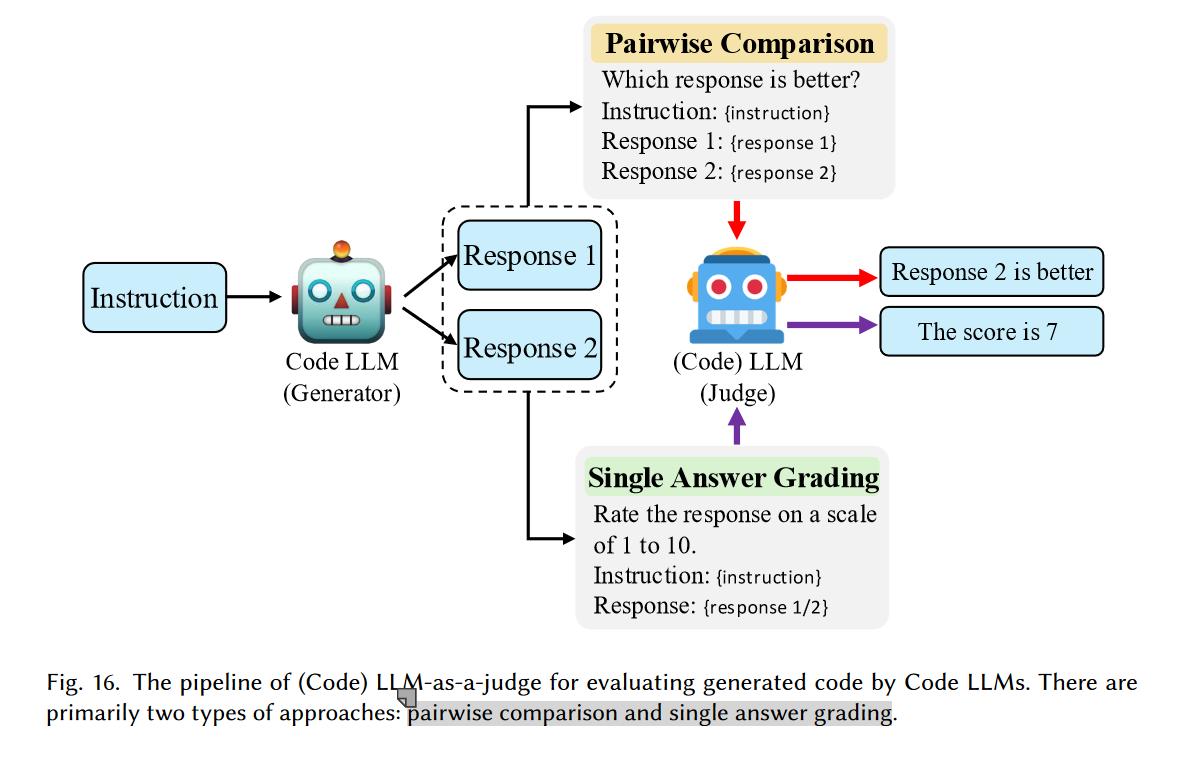 Pairwise Comparison
Which response is better?
Instruction: {instruction}
Response 1: {response 1}
Response 2: {response 2}
Instruction
Code LLM
(Generator)
Response 1
Response 2
(Code) LLM
(Judge)
Response 2 is better
The score is 7
Single Answer Grading
Rate the response on a scale
of 1 to 10.
Instruction: {instruction}
Response: {response 1/2}
Fig. 16. The pipeline of (Code) LLM-as-a-judge for evaluating generated code by Code LLMs. There are
primarily two types of approaches: pairwise comparison and single answer grading.